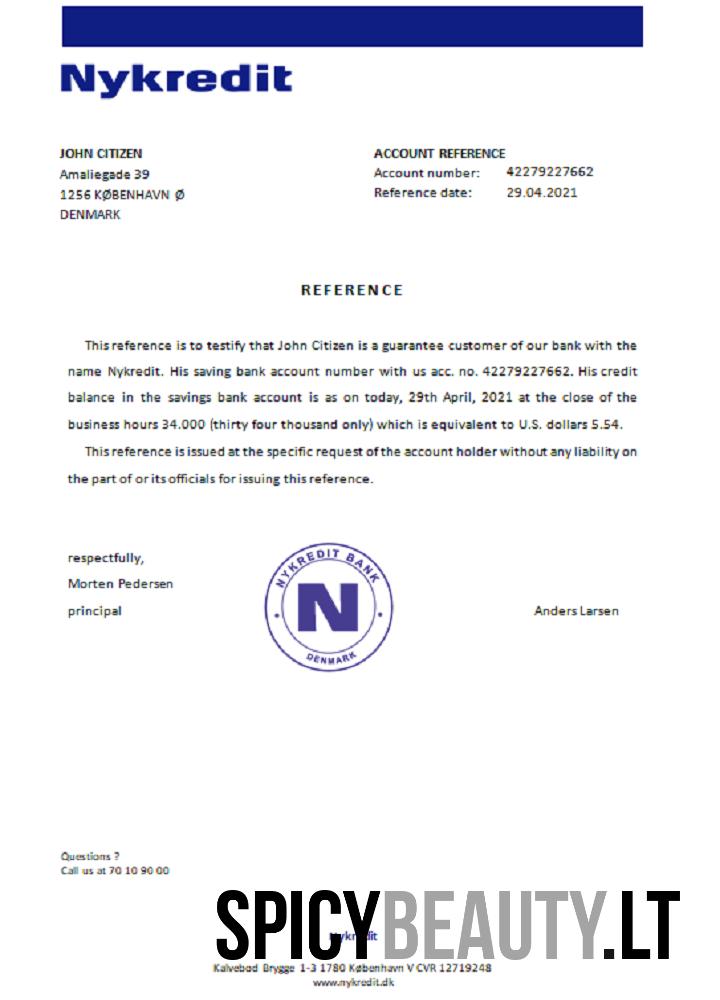 Nykredit
JOHN CITIZEN
Amaliegade 39
1256 KØBENHAVN Ø
DENMARK
ACCOUNT REFERENCE
Account number: 42279227662
Reference date: 29.04.2021
REFERENCE
This reference is to testify that John Citizen is a guarantee customer of our bank with the
name Nykredit. His saving bank account number with us acc. no. 42279227662. His credit
balance in the savings bank account is as on today, 29th April, 2021 at the close of the
business hours 34.000 (thirty four thousand only) which is equivalent to U.S. dollars 5.54.
This reference is issued at the specific request of the account holder without any liability on
the part of or its officials for issuing this reference.
respectfully,
Morten Pedersen
principal
NYKREDIT BANK
N
DENMARK
Anders Larsen
Questions ?
Call us at 70 10 90 00
SPICYBEAUTY.LT
Nykredit
Kalvebod Brygge 1-3 1780 København V CVR 12719248
www.nykredit.dk